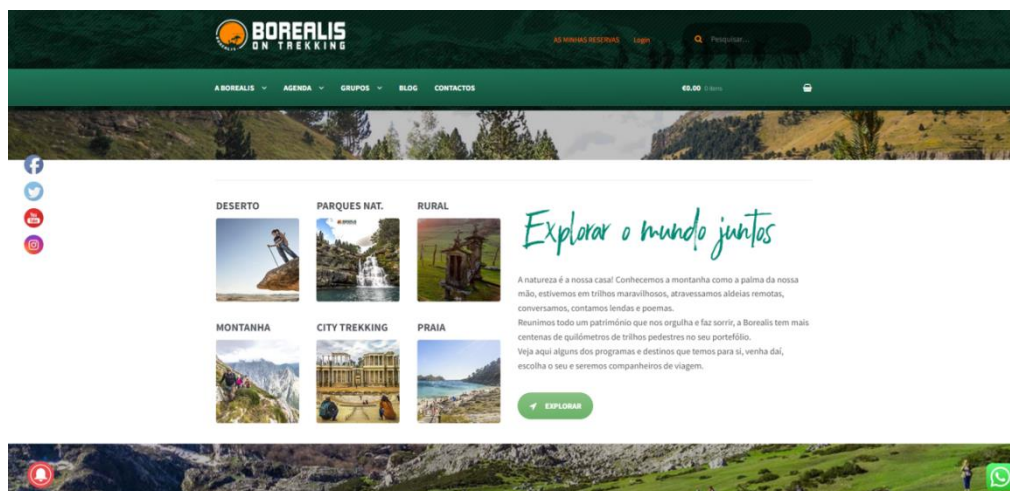 BOREALIS
ON TREKKING
AS MINHAS RESERVAS Login Pesquisar...
A BOREALIS AGENDA GRUPOS BLOG CONTACTOS €0.00 0 itens
DESERTO PARQUES NAT. RURAL
Explorar o mundo juntos
A natureza é a nossa casa! Conhecemos a montanha como a palma da nossa
mão, estivemos em trilhos maravilhosos, atravessamos aldeias remotas,
conversamos, contamos lendas e poemas.
Reunimos todo um património que nos orgulha e faz sorrir, a Borealis tem mais
centenas de quilómetros de trilhos pedestres no seu portefólio.
Veja aqui alguns dos programas e destinos que temos para si, venha daí,
escolha o seu e seremos companheiros de viagem.
MONTANHA CITY TREKKING PRAIA
EXPLORAR